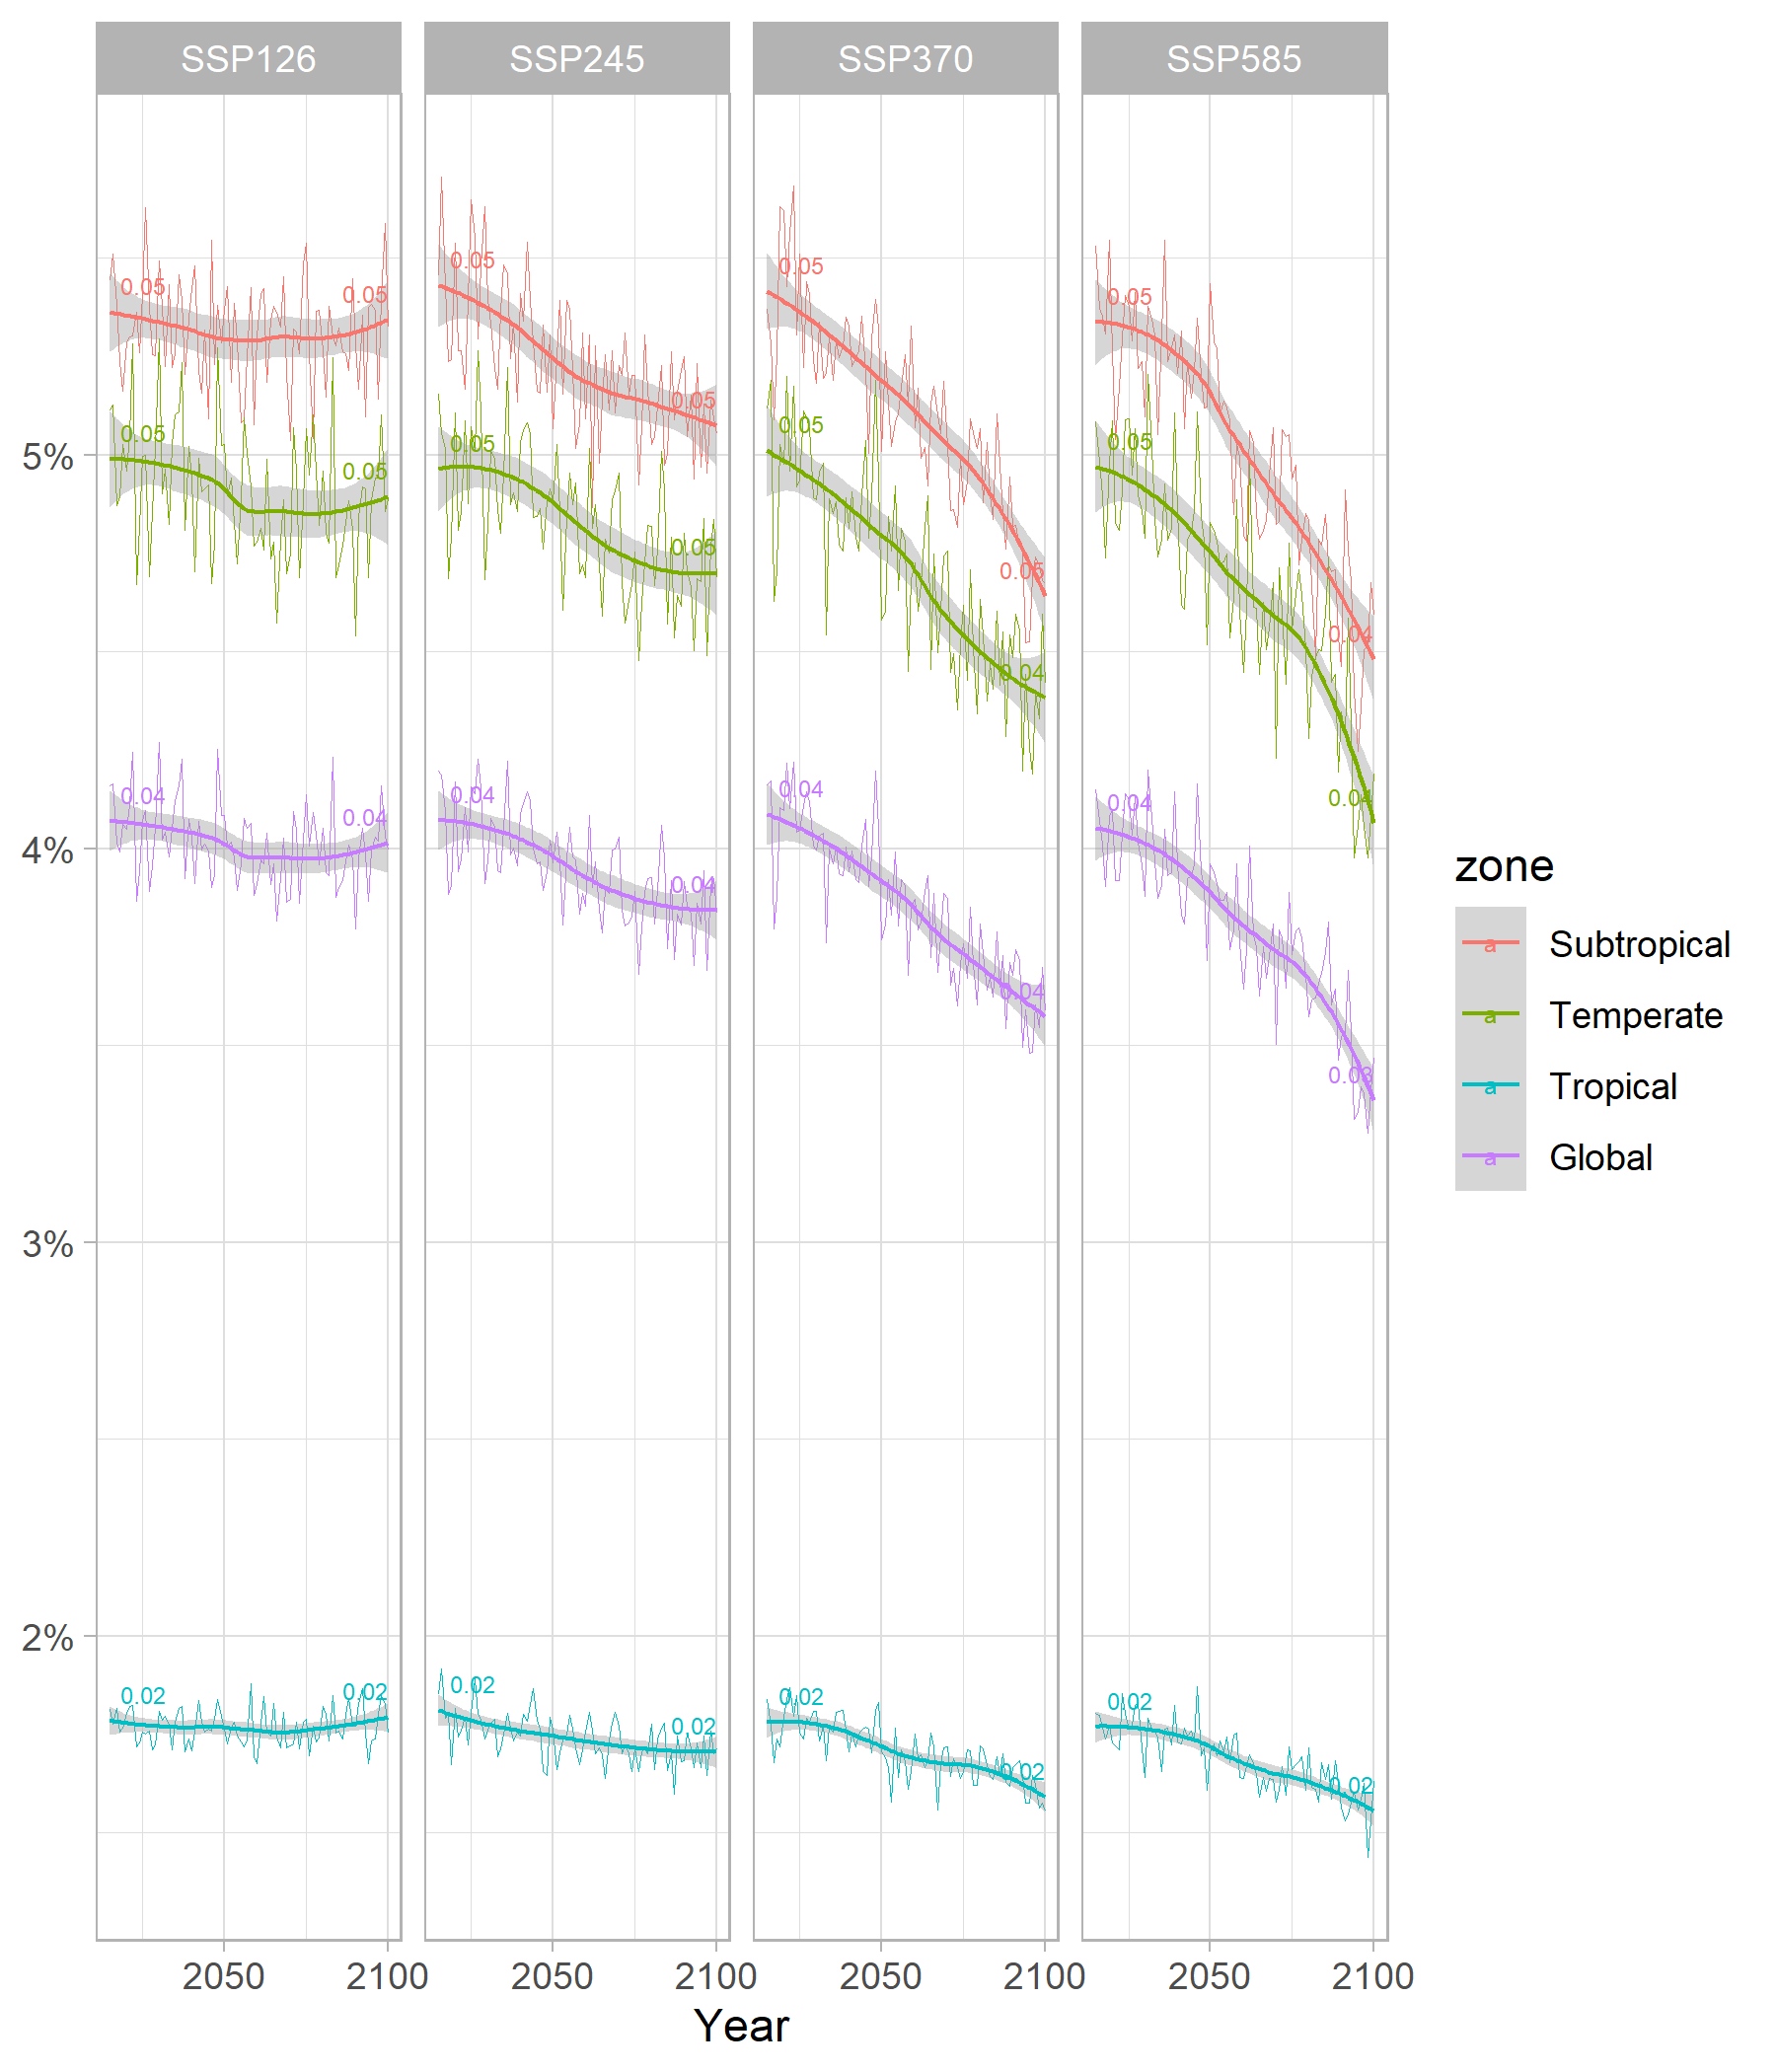 SSP126 SSP245 SSP370 SSP585
0.05 0.05 0.05 0.05 0.05 0.05 0.05 0.04
0.05 0.05 0.05 0.05 0.05 0.04 0.05 0.04
0.04 0.04 0.04 0.04 0.04 0.04 0.04 0.03
0.02 0.02 0.02 0.02 0.02 0.02 0.02 0.02
5%
4%
3%
2%
2050 2100 2050 2100 2050 2100 2050 2100
Year
zone
a Subtropical
a Temperate
a Tropical
a Global